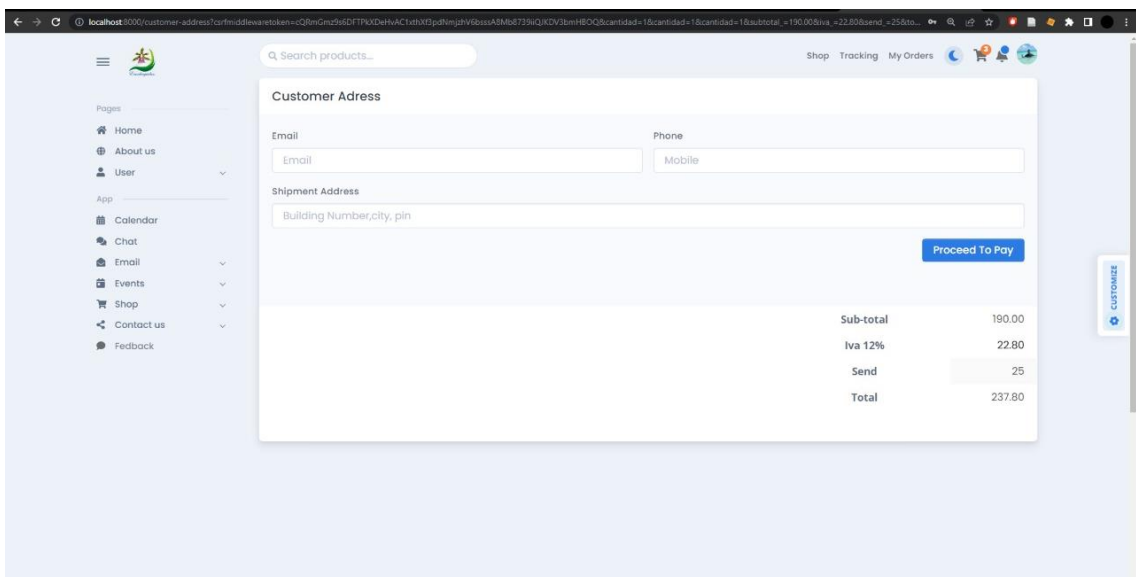 localhost:8000/customer-address?csrfmiddlewaretoken=
&cantidad=1&cantidad=1&cantidad=1&subtotal_=190.00&iva_=22.80&send_=25&to...
Search products...
Shop Tracking My Orders
Customer Adress
Pages
Home
About us
User
App
Calendar
Chat
Email
Events
Shop
Contact us
Fedback
Email Phone
Email Mobile
Shipment Address
Building Number,city, pin
Proceed To Pay
CUSTOMIZE
Sub-total 190.00
Iva 12% 22.80
Send 25
Total 237.80